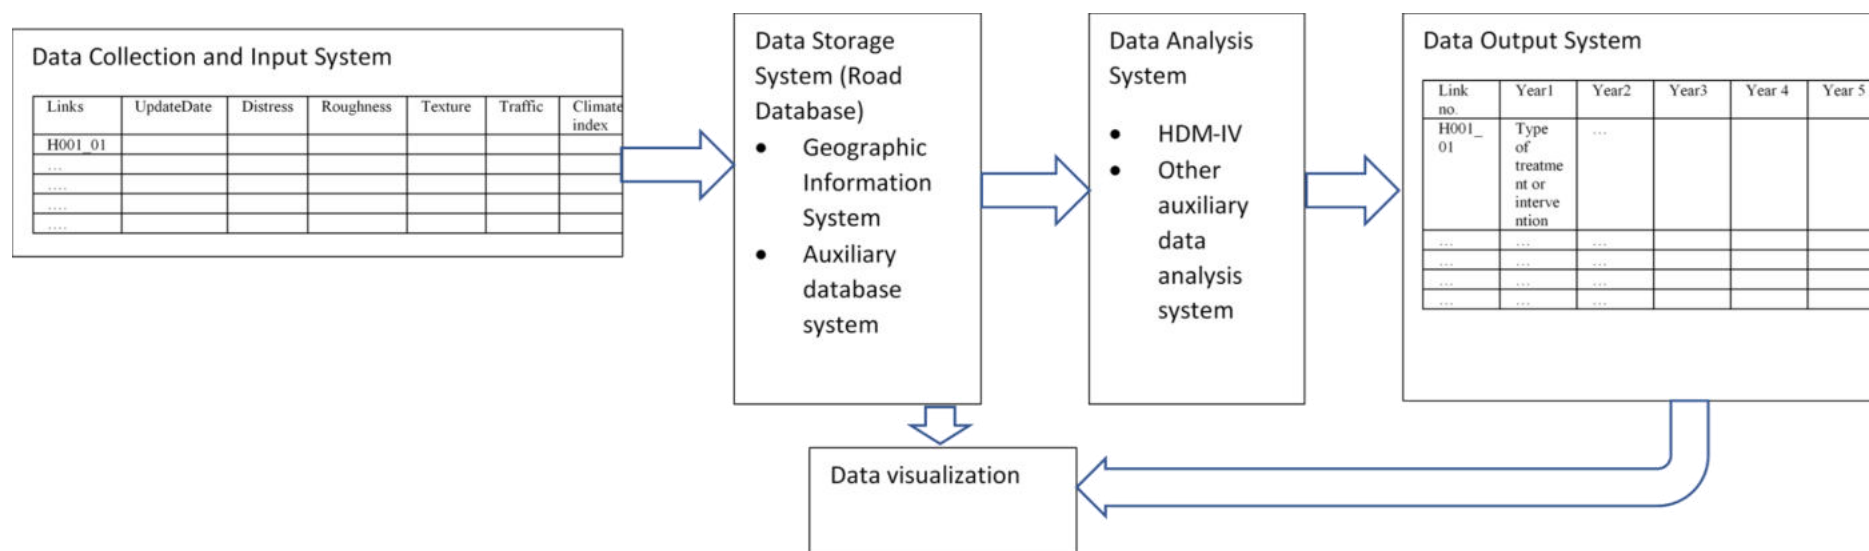 Data Collection and Input System
Links UpdateDate Distress Roughness Texture Traffic Climate
index
H001_01
...
....
....
....
Data Storage
System (Road
Database)
• Geographic
Information
System
• Auxiliary
database
system
Data Analysis
System
• HDM-IV
• Other
auxiliary
data
analysis
system
Data Output System
Link Year1 Year2 Year3 Year 4 Year 5
no.
H001_ Type ...
01 of
treatme
nt or
interve
ntion
... ... ...
... ... ...
... ... ...
... ... ...
Data visualization